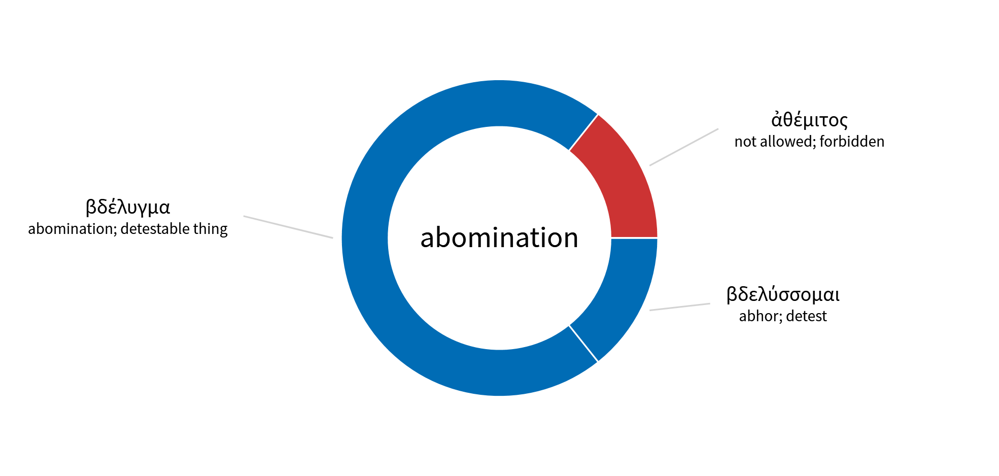 ἀθέμιτος
not allowed; forbidden
βδέλυγμα
abomination; detestable thing
abomination
βδελύσσομαι
abhor; detest